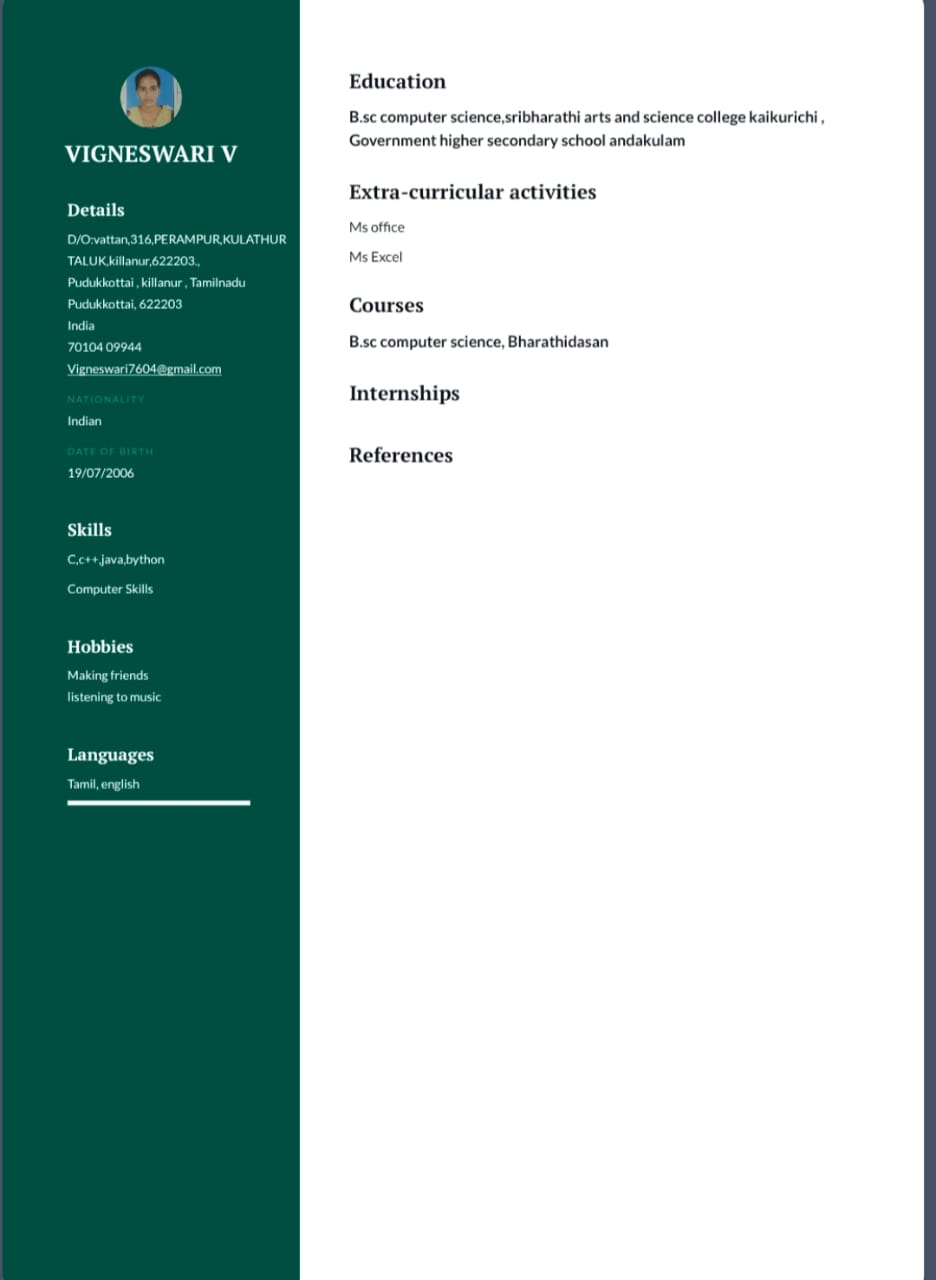 VIGNESWARI V
Details
D/O:vattan,316,PERAMPUR,KULATHUR
TALUK,killanur,622203.,
Pudukkottai , killanur , Tamilnadu
Pudukkottai, 622203
India
70104 09944
Vigneswari7604@gmail.com
NATIONALITY
Indian
DATE OF BIRTH
19/07/2006
Skills
C,c++,java,bython
Computer Skills
Hobbies
Making friends
listening to music
Languages
Tamil, english
Education
B.sc computer science,sribharathi arts and science college kaikurichi ,
Government higher secondary school andakulam
Extra-curricular activities
Ms office
Ms Excel
Courses
B.sc computer science, Bharathidasan
Internships
References